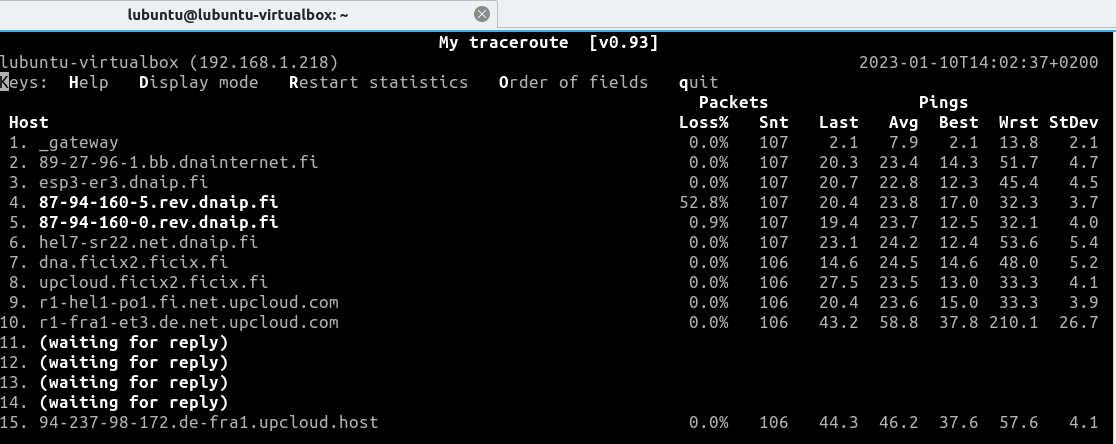 lubuntu@lubuntu-virtualbox: ~
My traceroute [v0.93]
lubuntu-virtualbox (192.168.1.218) 2023-01-10T14:02:37+0200
Keys: Help Display mode Restart statistics Order of fields quit
Packets Pings
Host Loss% Snt Last Avg Best Wrst StDev
1. _gateway 0.0% 107 2.1 7.9 2.1 13.8 2.1
2. 89-27-96-1.bb.dnainternet.fi 0.0% 107 20.3 23.4 14.3 51.7 4.7
3. esp3-er3.dnaip.fi 0.0% 107 20.7 22.8 12.3 45.4 4.5
4. 87-94-160-5.rev.dnaip.fi 52.8% 107 20.4 23.8 17.0 32.3 3.7
5. 87-94-160-0.rev.dnaip.fi 0.9% 107 19.4 23.7 12.5 32.1 4.0
6. hel7-sr22.net.dnaip.fi 0.0% 107 23.1 24.2 12.4 53.6 5.4
7. dna.ficix2.ficix.fi 0.0% 106 14.6 24.5 14.6 48.0 5.2
8. upcloud.ficix2.ficix.fi 0.0% 106 27.5 23.5 13.0 33.3 4.1
9. r1-hel1-po1.fi.net.upcloud.com 0.0% 106 20.4 23.6 15.0 33.3 3.9
10. r1-fra1-et3.de.net.upcloud.com 0.0% 106 43.2 58.8 37.8 210.1 26.7
11. (waiting for reply)
12. (waiting for reply)
13. (waiting for reply)
14. (waiting for reply)
15. 94-237-98-172.de-fra1.upcloud.host 0.0% 106 44.3 46.2 37.6 57.6 4.1